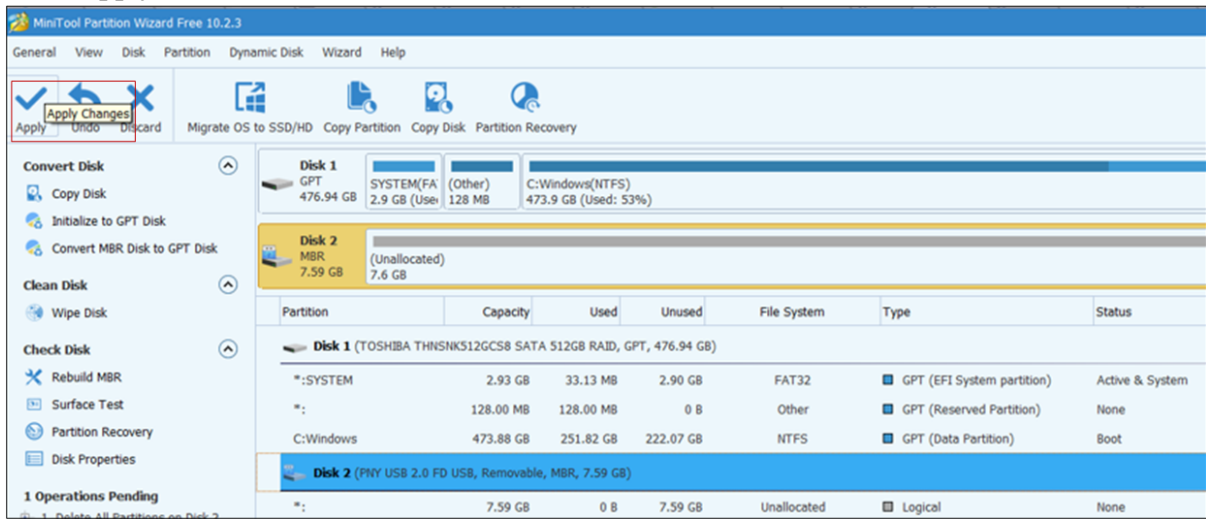 MiniTool Partition Wizard Free 10.2.3
General View Disk Partition Dynamic Disk Wizard Help
Apply Changes
Apply Undo Discard Migrate OS to SSD/HD Copy Partition Copy Disk Partition Recovery
Convert Disk
Copy Disk
Initialize to GPT Disk
Convert MBR Disk to GPT Disk
Clean Disk
Wipe Disk
Check Disk
Rebuild MBR
Surface Test
Partition Recovery
Disk Properties
1 Operations Pending
1. Delete All Partitions on Disk 2
Disk 1
GPT
476.94 GB
SYSTEM(FA
2.9 GB (Use
(Other)
128 MB
C:Windows(NTFS)
473.9 GB (Used: 53%)
Disk 2
MBR
7.59 GB
(Unallocated)
7.6 GB
Partition Capacity Used Unused File System Type Status
Disk 1 (TOSHIBA THNSNK512GCS8 SATA 512GB RAID, GPT, 476.94 GB)
*:SYSTEM 2.93 GB 33.13 MB 2.90 GB FAT32 GPT (EFI System partition) Active & System
*: 128.00 MB 128.00 MB 0 B Other GPT (Reserved Partition) None
C:Windows 473.88 GB 251.82 GB 222.07 GB NTFS GPT (Data Partition) Boot
Disk 2 (PNY USB 2.0 FD USB, Removable, MBR, 7.59 GB)
*: 7.59 GB 0 B 7.59 GB Unallocated Logical None